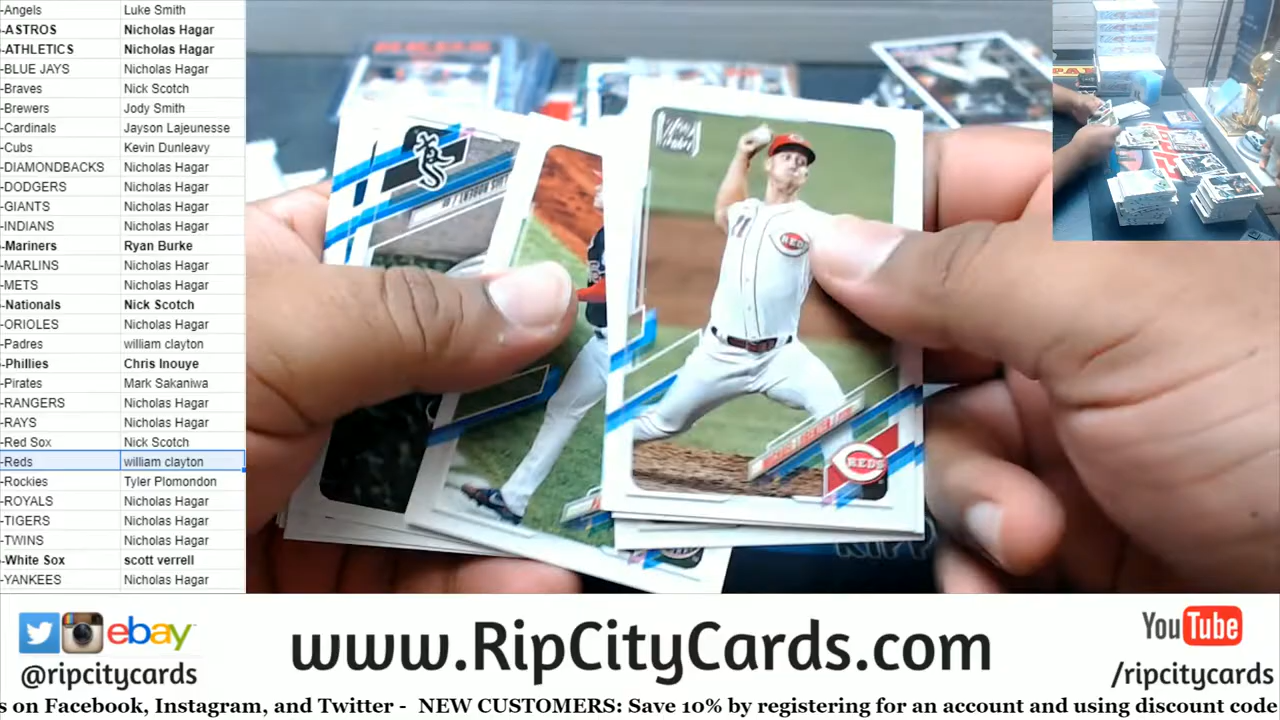 -Angels Luke Smith
-ASTROS Nicholas Hagar
-ATHLETICS Nicholas Hagar
-BLUE JAYS Nicholas Hagar
-Braves Nick Scotch
-Brewers Jody Smith
-Cardinals Jayson Lajeunesse
-Cubs Kevin Dunleavy
-DIAMONDBACKS Nicholas Hagar
-DODGERS Nicholas Hagar
-GIANTS Nicholas Hagar
-INDIANS Nicholas Hagar
-Mariners Ryan Burke
-MARLINS Nicholas Hagar
-METS Nicholas Hagar
-Nationals Nick Scotch
-ORIOLES Nicholas Hagar
-Padres william clayton
-Phillies Chris Inouye
-Pirates Mark Sakaniwa
-RANGERS Nicholas Hagar
-RAYS Nicholas Hagar
-Red Sox Nick Scotch
-Reds william clayton
-Rockies Tyler Plomondon
-ROYALS Nicholas Hagar
-TIGERS Nicholas Hagar
-TWINS Nicholas Hagar
-White Sox scott verrell
-YANKEES Nicholas Hagar
REDS
REDS
ebay
@ripcitycards
www.RipCityCards.com
YouTube
/ripcitycards
s on Facebook, Instagram, and Twitter - NEW CUSTOMERS: Save 10% by registering for an account and using discount code